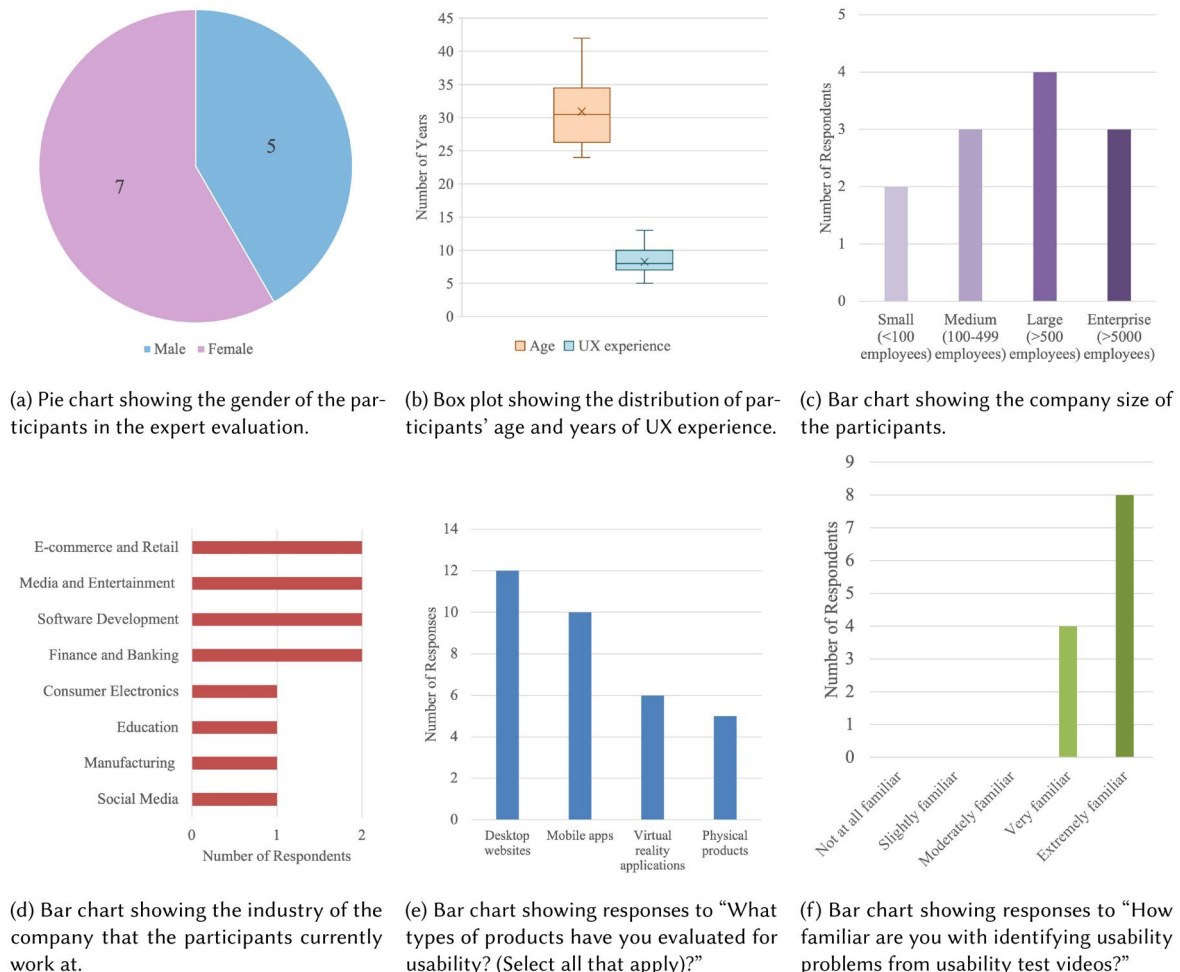 7
5
Male Female
(a) Pie chart showing the gender of the par-
ticipants in the expert evaluation.
45
40
35
30
25
20
15
10
5
0
Number of Years
Age UX experience
(b) Box plot showing the distribution of par-
ticipants' age and years of UX experience.
5
4
3
2
1
0
Number of Respondents
Small
(<100
employees)
Medium
(100-499
employees)
Large
(>500
employees)
Enterprise
(>5000
employees)
(c) Bar chart showing the company size of
the participants.
E-commerce and Retail
Media and Entertainment
Software Development
Finance and Banking
Consumer Electronics
Education
Manufacturing
Social Media
0 1 2
Number of Respondents
(d) Bar chart showing the industry of the
company that the participants currently
work at.
14
12
10
8
6
4
2
0
Number of Responses
Desktop
websites
Mobile apps
Virtual
reality
applications
Physical
products
(e) Bar chart showing responses to “What
types of products have you evaluated for
usability? (Select all that apply)?”
9
8
7
6
5
4
3
2
1
0
Number of Respondents
Not at all familiar
Slightly familiar
Moderately familiar
Very familiar
Extremely familiar
(f) Bar chart showing responses to “How
familiar are you with identifying usability
problems from usability test videos?”